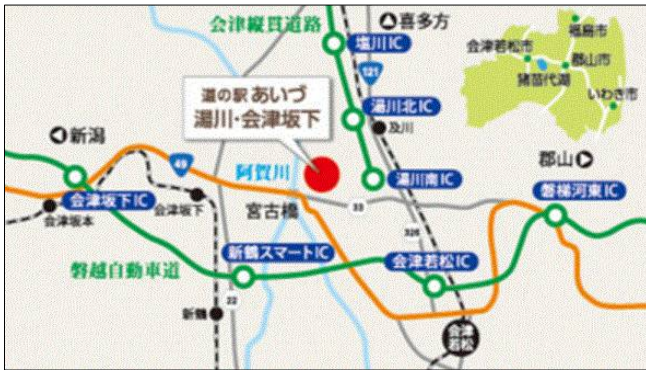 会津縦貫道路
喜多方
塩川IC
121
道の駅 あいづ
湯川・会津坂下
湯川北IC
及川
福島市
会津若松市
郡山市
猪苗代湖
いわき市
新潟
49
阿賀川
湯川南IC
郡山
会津坂下IC
会津坂本
会津坂下
宮古橋
33
磐梯河東IC
326
磐越自動車道
新鶴スマートIC
会津若松IC
22
新鶴
会津
若松